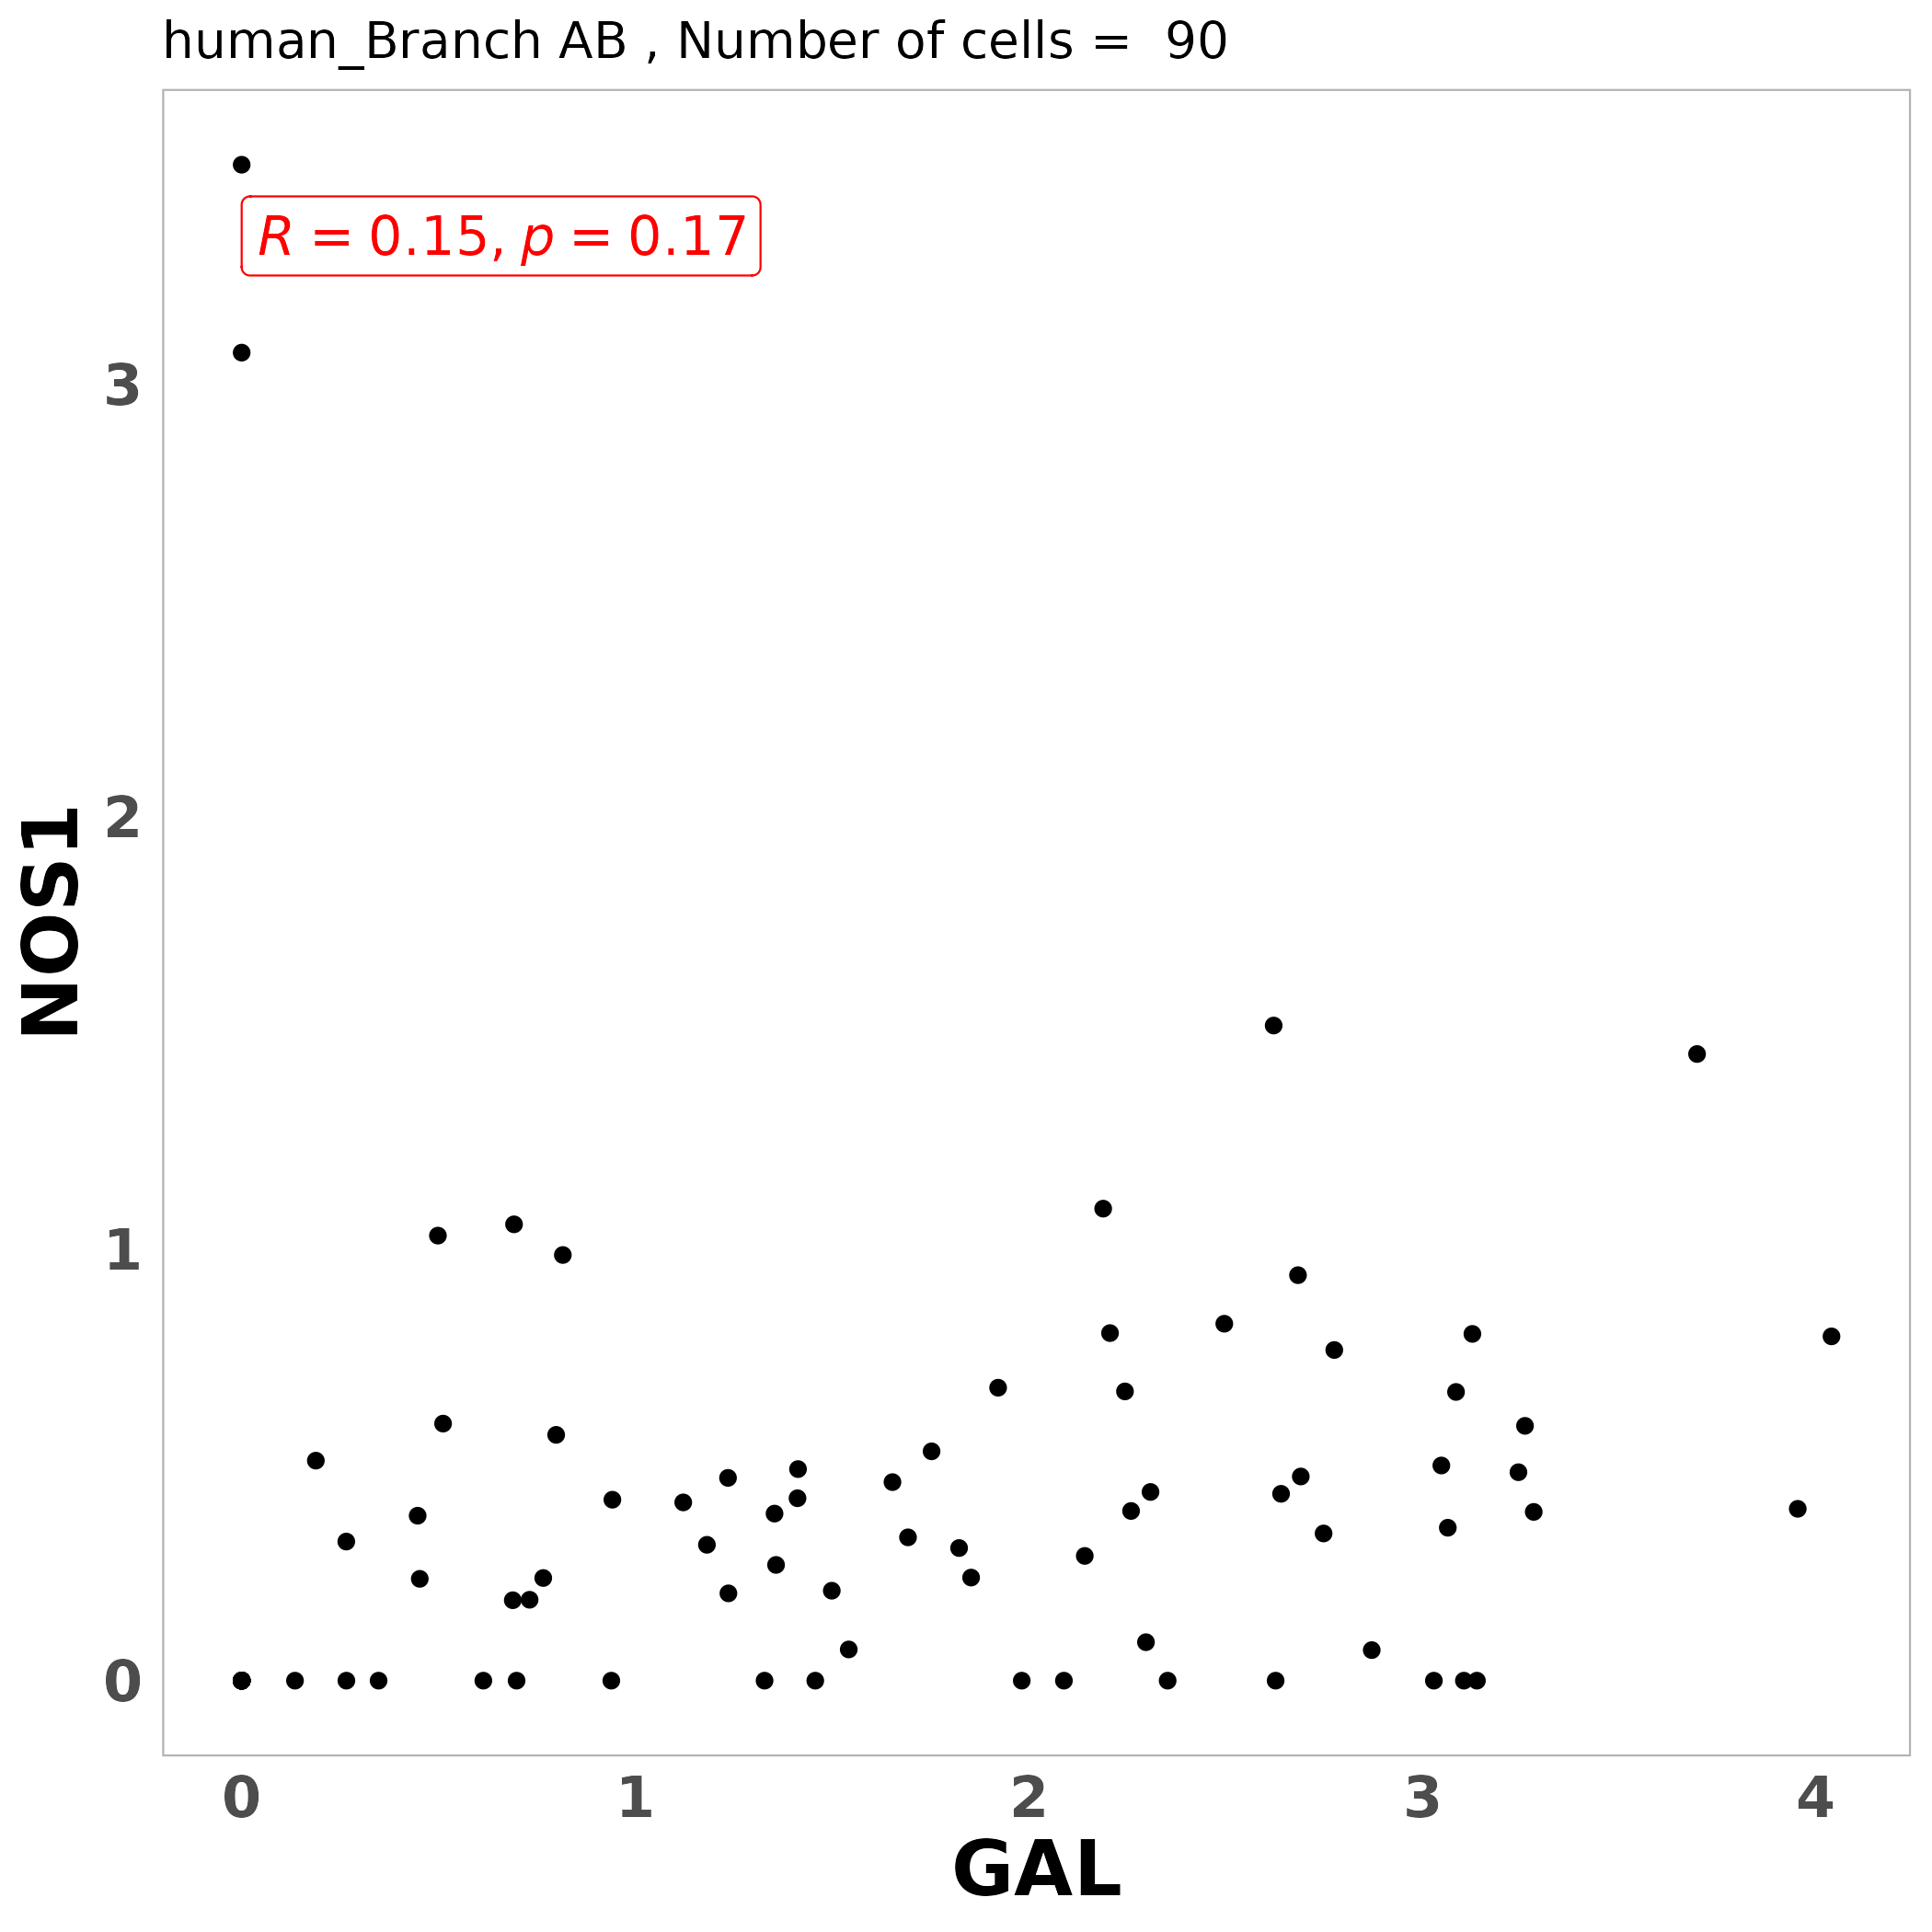 human_Branch AB , Number of cells =  90
R = 0.15, p = 0.17
3
2
1
0
NOS1
0 1 2 3 4
GAL